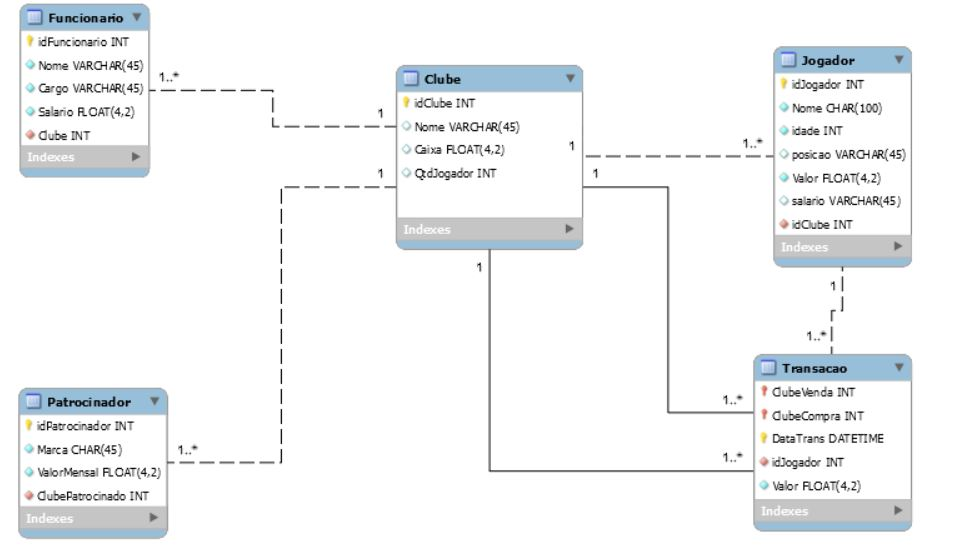 Funcionario
idFuncionario INT
Nome VARCHAR(45)
Cargo VARCHAR(45)
Salario FLOAT(4,2)
Clube INT
Indexes
1..*
1
Clube
idClube INT
Nome VARCHAR(45)
Caixa FLOAT(4,2)
QtdJogador INT
Indexes
1
1..*
1
1
1
Jogador
idJogador INT
Nome CHAR(100)
idade INT
posicao VARCHAR(45)
Valor FLOAT(4,2)
salario VARCHAR(45)
idClube INT
Indexes
1
1..*
Patrocinador
idPatrocinador INT
Marca CHAR(45)
ValorMensal FLOAT(4,2)
ClubePatrocinado INT
Indexes
1..*
1..*
1..*
Transacao
ClubeVenda INT
ClubeCompra INT
DataTrans DATETIME
idJogador INT
Valor FLOAT(4,2)
Indexes